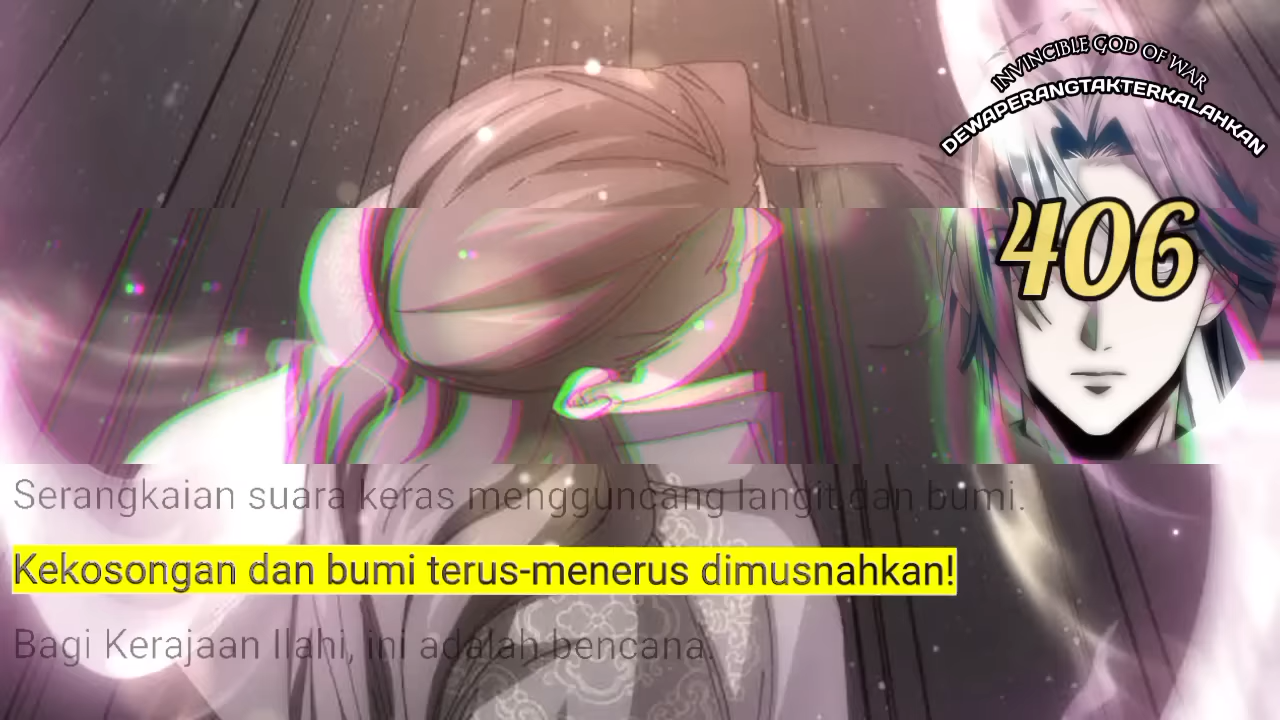 INVINCIBLE GOD OF WAR
DEWAPERANGTAKTERKALAHKAN
406
Serangkaian suara keras mengguncang langit dan bumi.
Kekosongan dan bumi terus-menerus dimusnahkan!
Bagi Kerajaan Ilahi, ini adalah bencana.